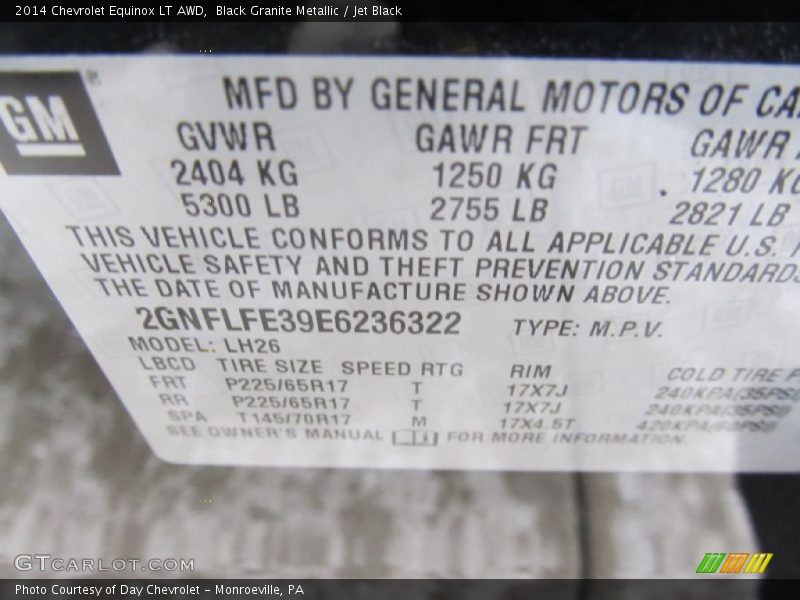 2014 Chevrolet Equinox LT AWD, Black Granite Metallic / Jet Black
GM
MFD BY GENERAL MOTORS OF CA
GVWR GAWR FRT GAWR
2404 KG 1250 KG 1280 KG
5300 LB 2755 LB 2821 LB
THIS VEHICLE CONFORMS TO ALL APPLICABLE U.S. F
VEHICLE SAFETY AND THEFT PREVENTION STANDARDS
THE DATE OF MANUFACTURE SHOWN ABOVE.
2GNFLFE39E6236322 TYPE: M.P.V.
MODEL: LH26
LBCD TIRE SIZE SPEED RTG RIM COLD TIRE P
FRT P225/65R17 T 17X7J 240KPA/35PSI
RR P225/65R17 T 17X7J 240KPA/35PSI
SPA T145/70R17 M 17X4.5T 420KPA/60PSI
SEE OWNER'S MANUAL FOR MORE INFORMATION
GTCARLOT.COM
Photo Courtesy of Day Chevrolet - Monroeville, PA